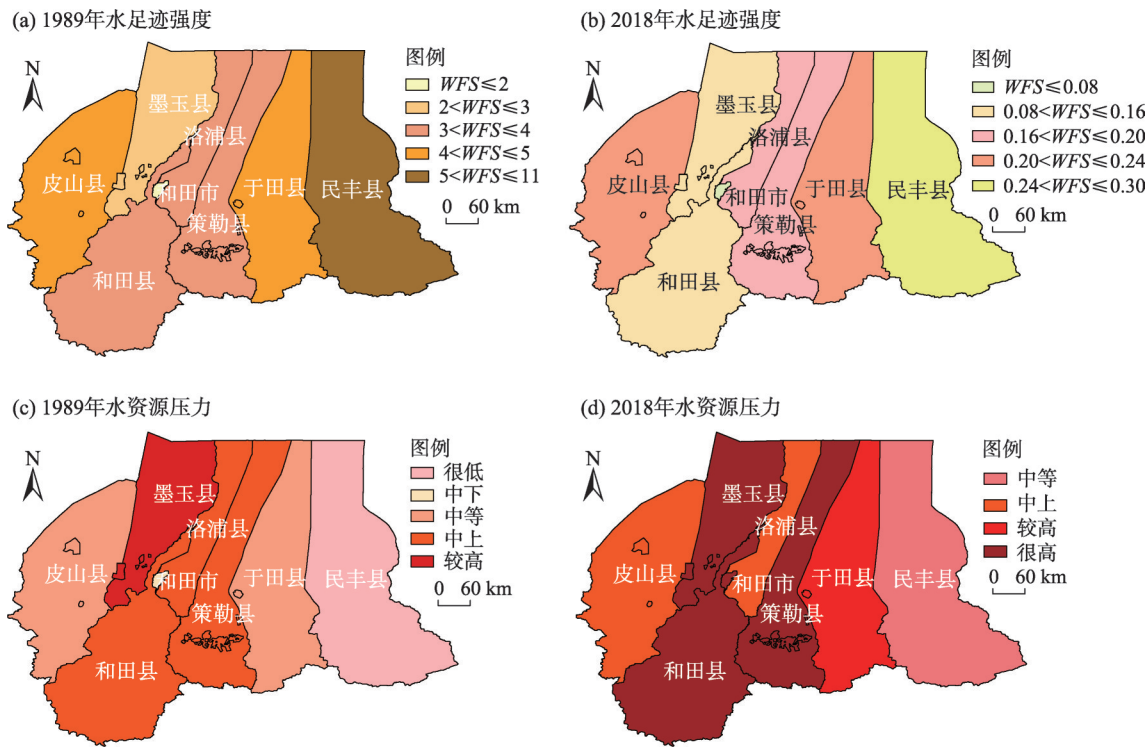 (a) 1989年水足迹强度
N
图例
WFS≤2
2<WFS≤3
3<WFS≤4
4<WFS≤5
5<WFS≤11
0 60 km
墨玉县
洛浦县
皮山县
和田市
于田县
民丰县
策勒县
和田县
(b) 2018年水足迹强度
N
图例
WFS≤0.08
0.08<WFS≤0.16
0.16<WFS≤0.20
0.20<WFS≤0.24
0.24<WFS≤0.30
0 60 km
墨玉县
洛浦县
皮山县
和田市
于田县
民丰县
策勒县
和田县
(c) 1989年水资源压力
N
图例
很低
中下
中等
中上
较高
0 60 km
墨玉县
洛浦县
皮山县
和田市
于田县
民丰县
策勒县
和田县
(d) 2018年水资源压力
N
图例
中等
中上
较高
很高
0 60 km
墨玉县
洛浦县
皮山县
和田市
于田县
民丰县
策勒县
和田县